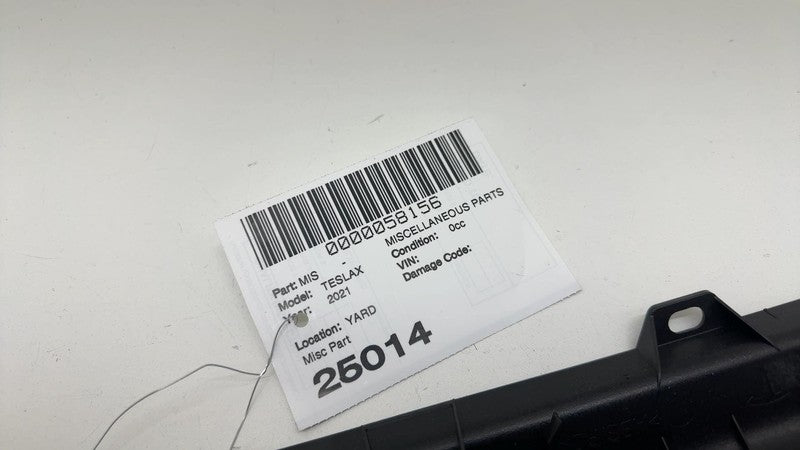 0000058156
Part: MIS - MISCELLANEOUS PARTS
Model: TESLAX Condition: 0cc
Year: 2021 VIN:
Damage Code:
Location: YARD
Misc Part
25014